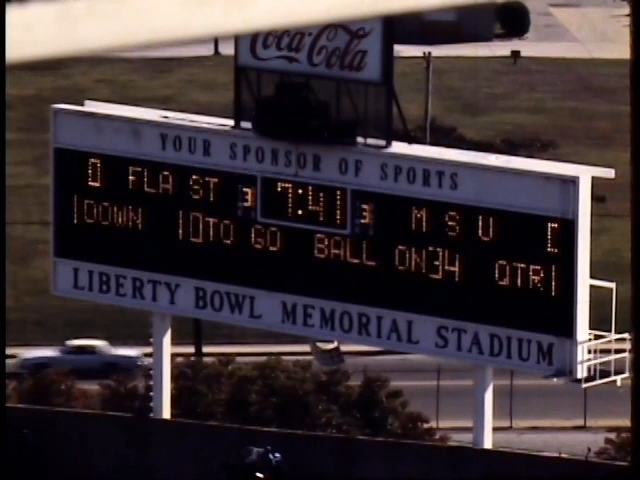 Coca-Cola
YOUR SPONSOR OF SPORTS
0 FLA ST 3 7:41 3 M S U
1 DOWN 10 TO GO BALL ON 34 QTR 1
LIBERTY BOWL MEMORIAL STADIUM